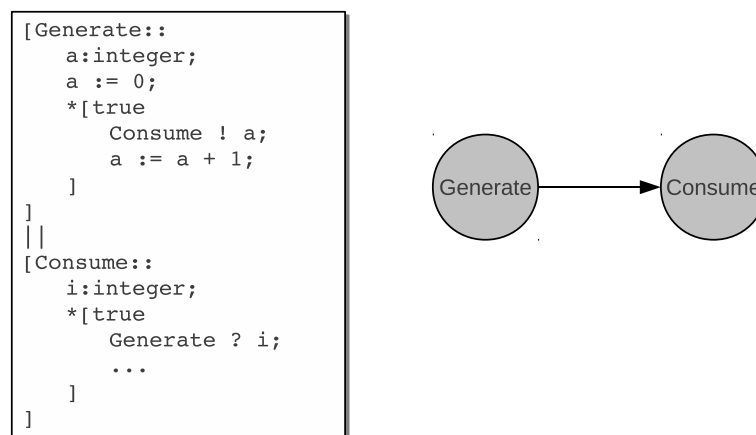 [Generate::
a:integer;
a := 0;
*[true
Consume ! a;
a := a + 1;
]
]
||
[Consume::
i:integer;
*[true
Generate ? i;
...
]
]
Generate
Consume